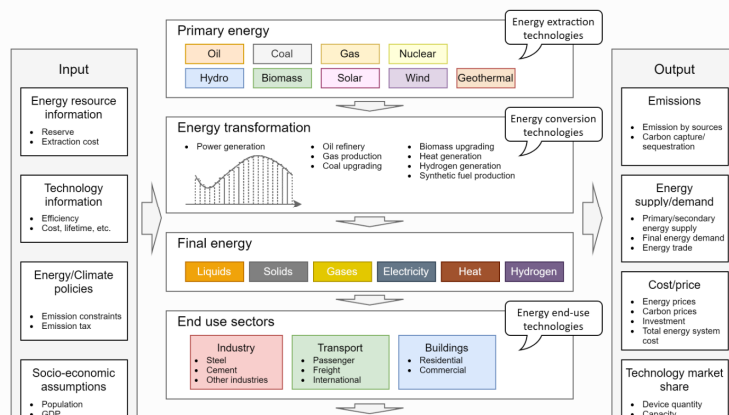 Input
Energy resource
information
• Reserve
• Extraction cost
Technology
information
• Efficiency
• Cost, lifetime, etc.
Energy/Climate
policies
• Emission constraints
• Emission tax
Socio-economic
assumptions
• Population
• GDP
Primary energy
Energy extraction
technologies
Oil
Coal
Gas
Nuclear
Hydro
Biomass
Solar
Wind
Geothermal
Energy transformation
Energy conversion
technologies
• Power generation
• Oil refinery
• Gas production
• Coal upgrading
• Biomass upgrading
• Heat generation
• Hydrogen generation
• Synthetic fuel production
Final energy
Liquids
Solids
Gases
Electricity
Heat
Hydrogen
End use sectors
Energy end-use
technologies
Industry
• Steel
• Cement
• Other industries
Transport
• Passenger
• Freight
• International
Buildings
• Residential
• Commercial
Output
Emissions
• Emission by sources
• Carbon capture/
sequestration
Energy
supply/demand
• Primary/secondary
energy supply
• Final energy demand
• Energy trade
Cost/price
• Energy prices
• Carbon prices
• Investment
• Total energy system
cost
Technology market
share
• Device quantity
• Capacity